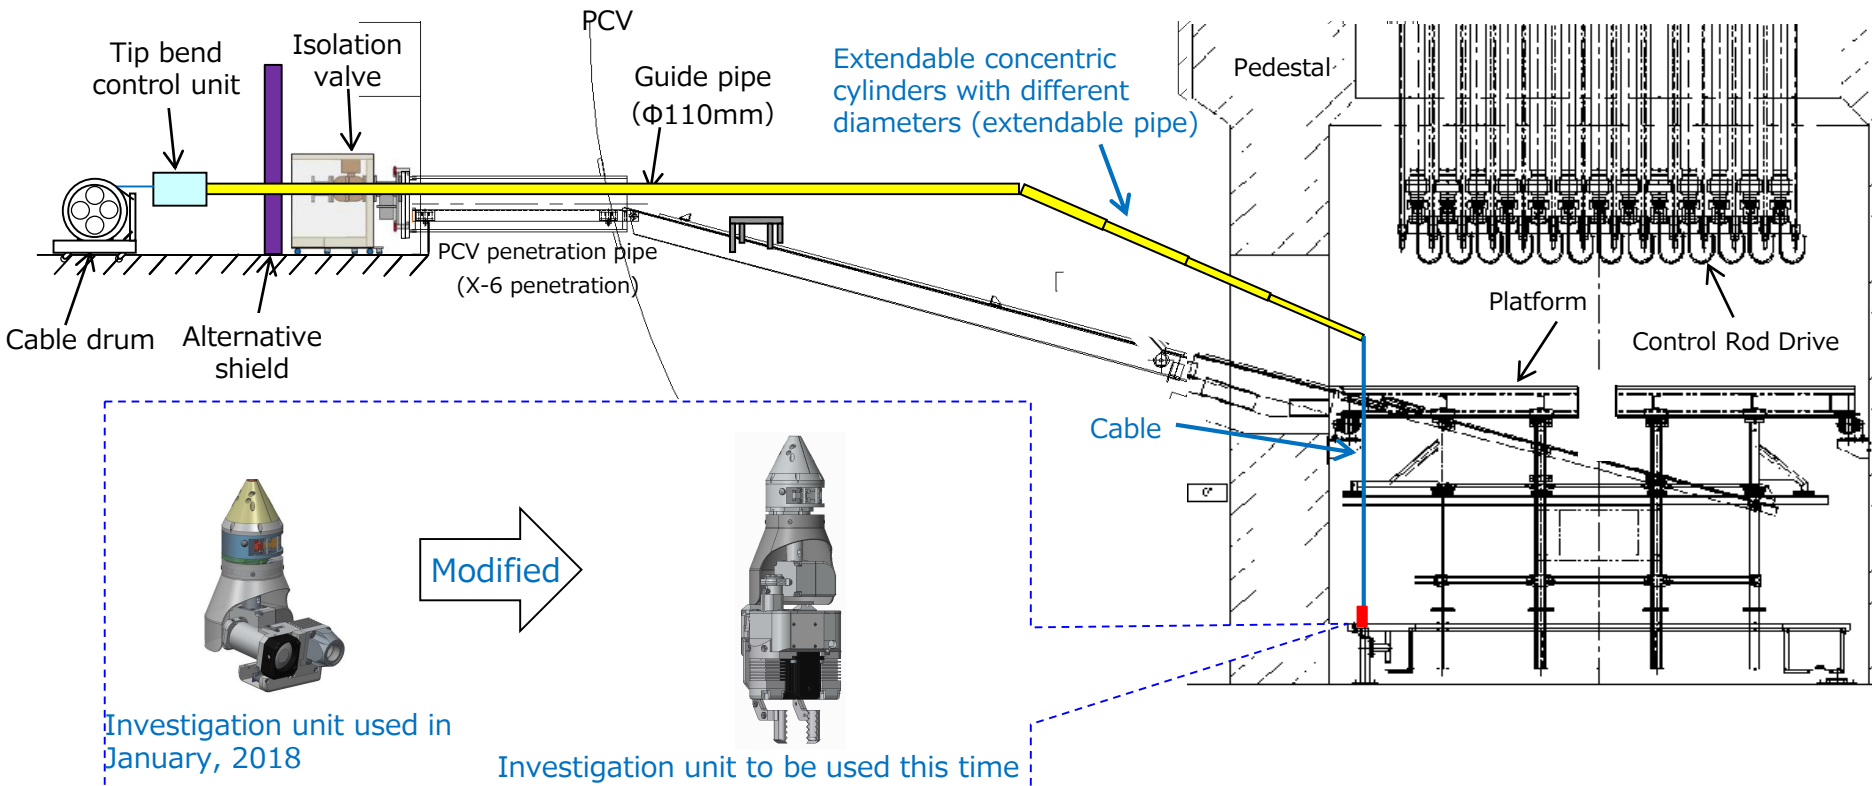 PCV
Tip bend
control unit
Isolation
valve
Guide pipe
(Φ110mm)
Extendable concentric
cylinders with different
diameters (extendable pipe)
Pedestal
PCV penetration pipe
(X-6 penetration)
Platform
Control Rod Drive
Cable drum
Alternative
shield
Cable
Modified
Investigation unit used in
January, 2018
Investigation unit to be used this time